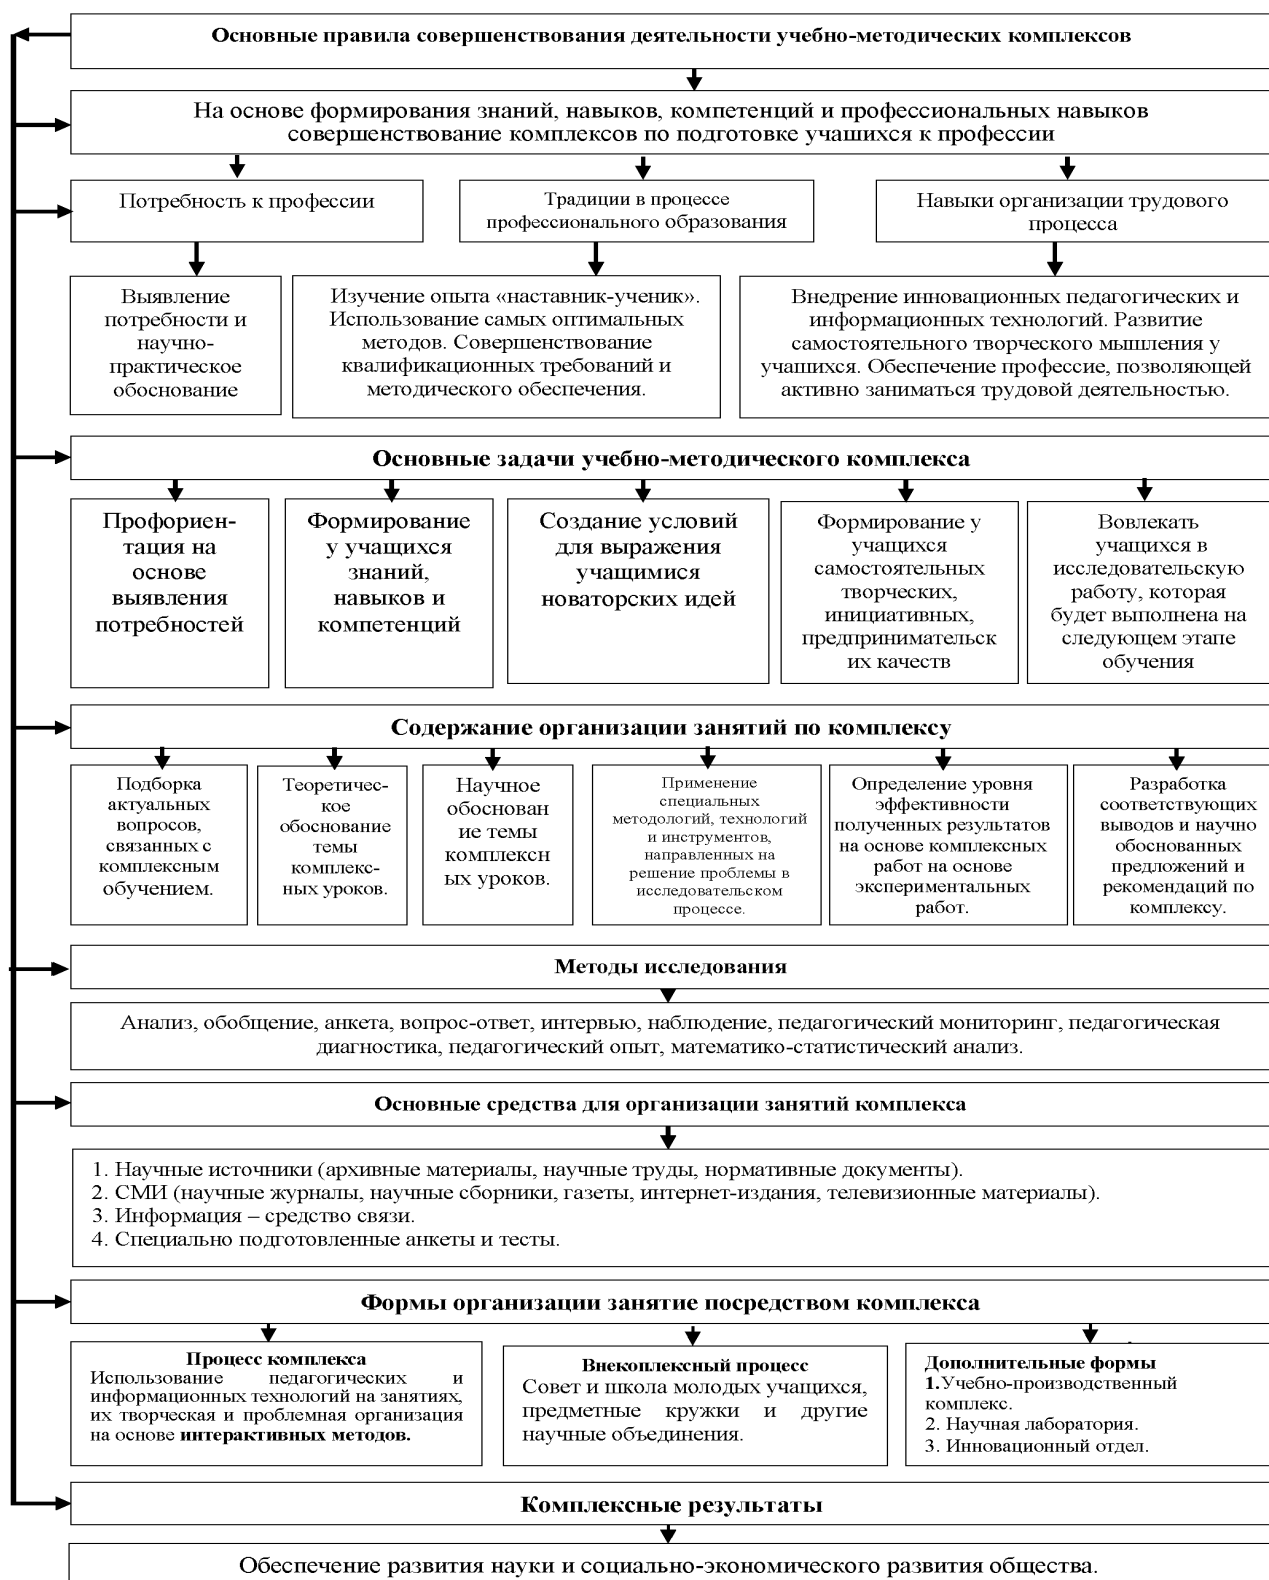 Основные правила совершенствования деятельности учебно-методических комплексов
На основе формирования знаний, навыков, компетенций и профессиональных навыков
совершенствование комплексов по подготовке учашихся к профессии
Потребность к профессии
Традиции в процессе
профессионального образования
Навыки организации трудового
процесса
Выявление
потребности и
научно-
практическое
обоснование
Изучение опыта «наставник-ученик».
Использование самых оптимальных
методов. Совершенствование
квалификационных требований и
методического обеспечения.
Внедрение инновационных педагогических и
информационных технологий. Развитие
самостоятельного творческого мышления у
учашихся. Обеспечение профессие, позволяющей
активно заниматься трудовой деятельностью.
Основные задачи учебно-методического комплекса
Профориен-
тация на
основе
выявления
потребностей
Формирование
у учащихся
знаний,
навыков и
компетенций
Создание условий
для выражения
учащимися
новаторских идей
Формирование у
учащихся
самостоятельных
творческих,
инициативных,
предпринимательск
их качеств
Вовлекать
учащихся в
исследовательскую
работу, которая
будет выполнена на
следующем этапе
обучения
Содержание организации занятий по комплексу
Подборка
актуальных
вопросов,
связанных с
комплексным
обучением.
Теоретичес-
кое
обоснование
темы
комплекс-
ных уроков.
Научное
обоснован
ие темы
комплексн
ых уроков.
Применение
специальных
методологий, технологий
и инструментов,
направленных на
решение проблемы в
исследовательском
процессе.
Определение уровня
эффективности
полученных результатов
на основе комплексных
работ на основе
экспериментальных
работ.
Разработка
соответствующих
выводов и научно
обоснованных
предложений и
рекомендаций по
комплексу.
Методы исследования
Анализ, обобщение, анкета, вопрос-ответ, интервью, наблюдение, педагогический мониторинг, педагогическая
диагностика, педагогический опыт, математико-статистический анализ.
Основные средства для организации занятий комплекса
1. Научные источники (архивные материалы, научные труды, нормативные документы).
2. СМИ (научные журналы, научные сборники, газеты, интернет-издания, телевизионные материалы).
3. Информация – средство связи.
4. Специально подготовленные анкеты и тесты.
Формы организации занятие посредством комплекса
Процесс комплекса
Использование педагогических и
информационных технологий на занятиях,
их творческая и проблемная организация
на основе интерактивных методов.
Внекоплексный процесс
Совет и школа молодых учащихся,
предметные кружки и другие
научные объединения.
Дополнительные формы
1.Учебно-производственный
комплекс.
2. Научная лаборатория.
3. Инновационный отдел.
Комплексные результаты
Обеспечение развития науки и социально-экономического развития общества.